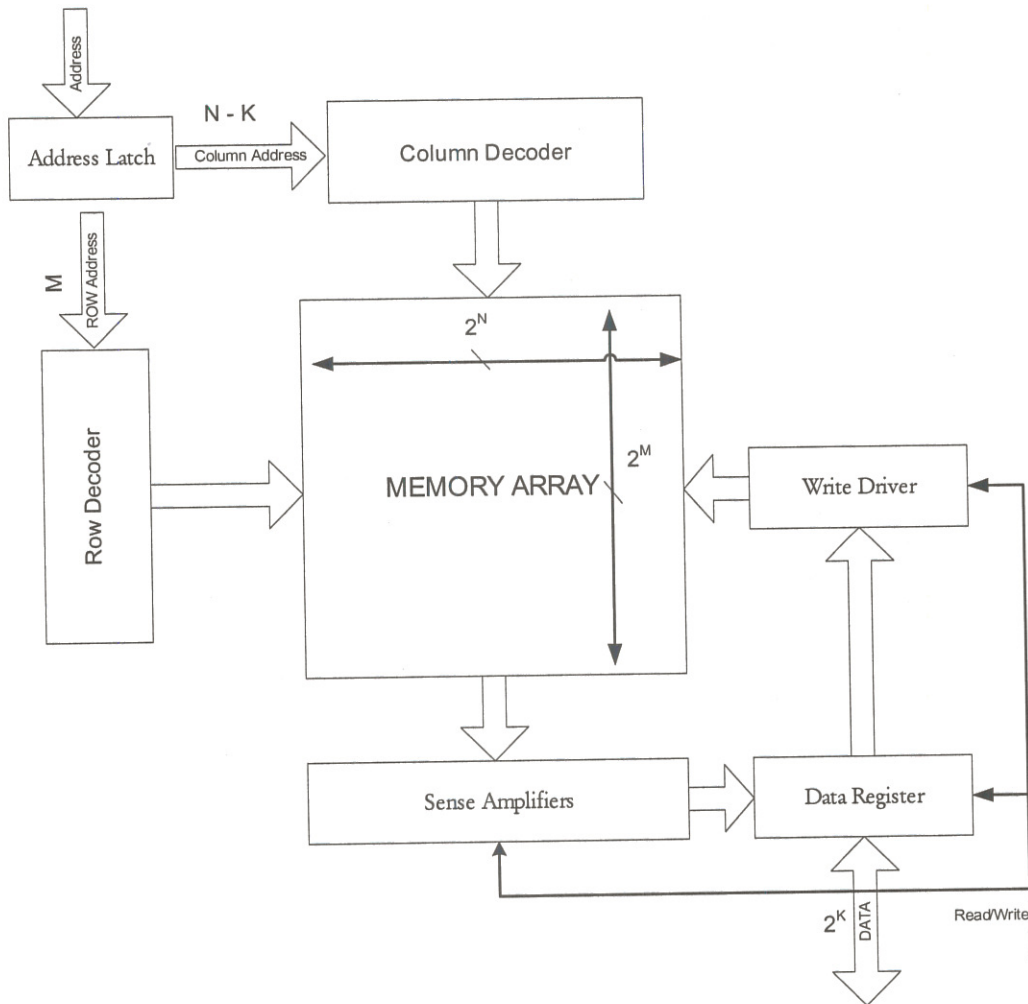 Address
N - K
Address Latch
Column Address
Column Decoder
M
ROW Address
2^N
Row Decoder
2^M
MEMORY ARRAY
Write Driver
Sense Amplifiers
Data Register
2^K
DATA
Read/Write